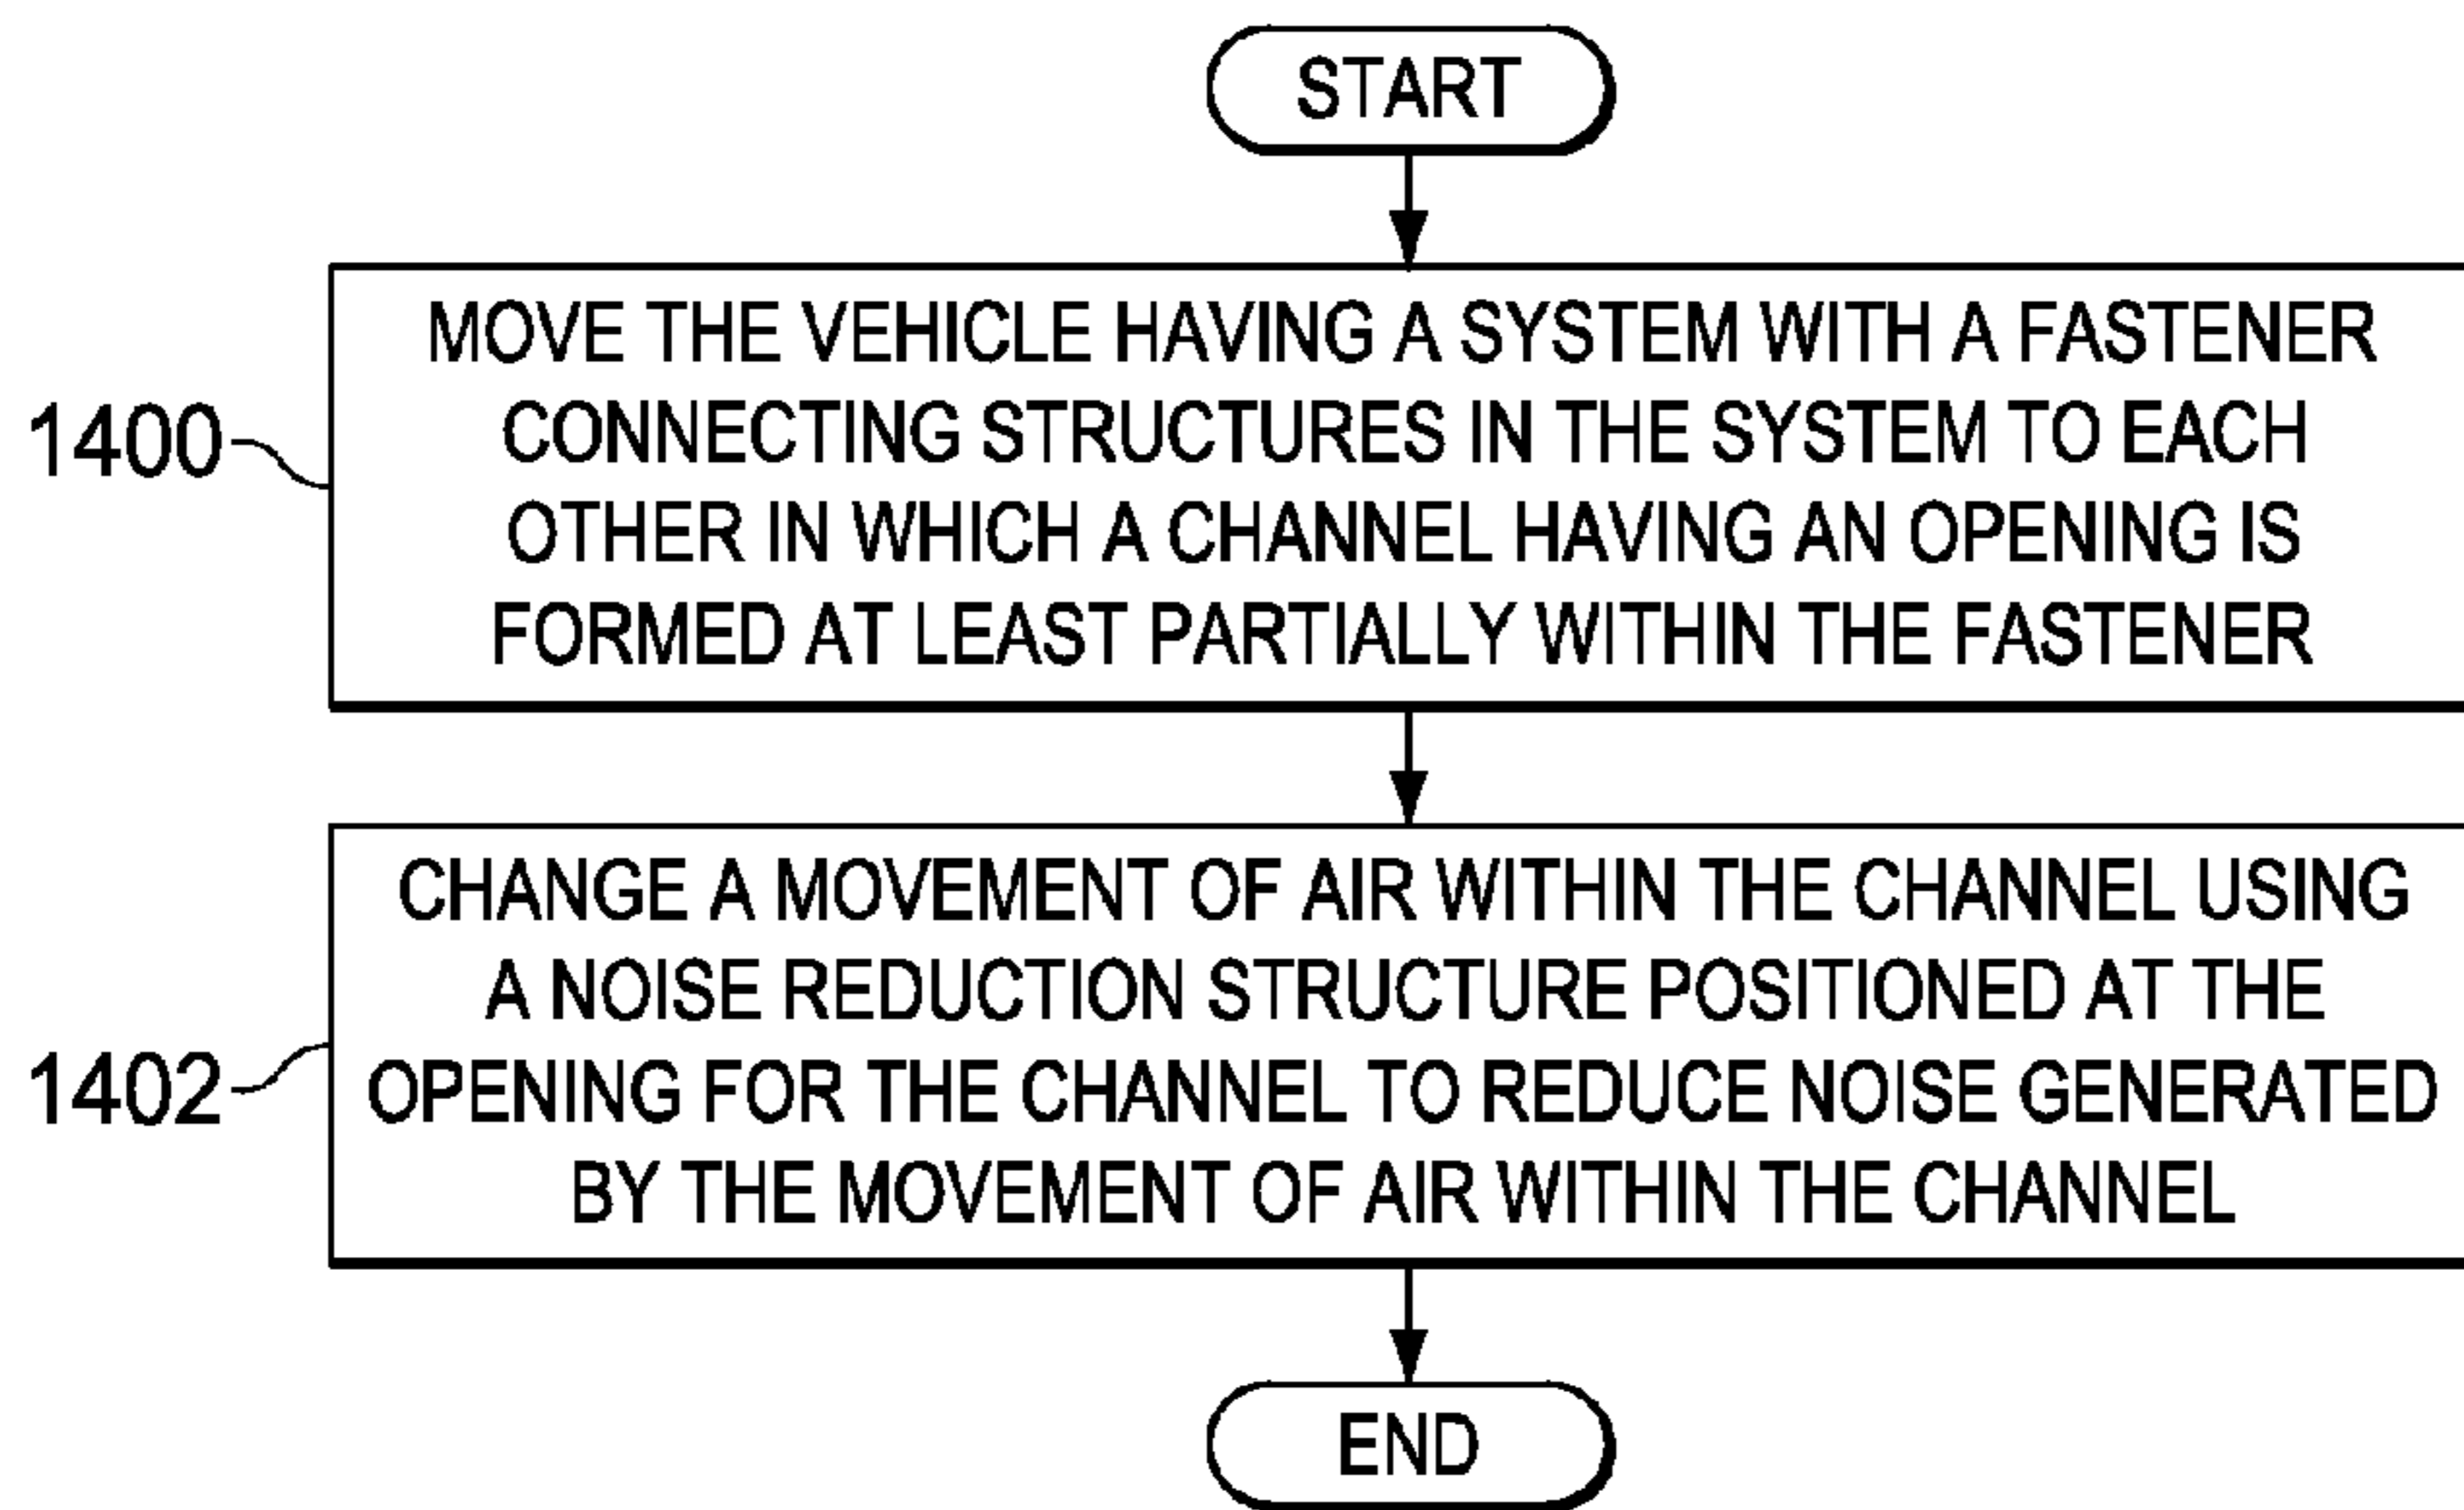 START
1400
MOVE THE VEHICLE HAVING A SYSTEM WITH A FASTENER
CONNECTING STRUCTURES IN THE SYSTEM TO EACH
OTHER IN WHICH A CHANNEL HAVING AN OPENING IS
FORMED AT LEAST PARTIALLY WITHIN THE FASTENER
1402
CHANGE A MOVEMENT OF AIR WITHIN THE CHANNEL USING
A NOISE REDUCTION STRUCTURE POSITIONED AT THE
OPENING FOR THE CHANNEL TO REDUCE NOISE GENERATED
BY THE MOVEMENT OF AIR WITHIN THE CHANNEL
END